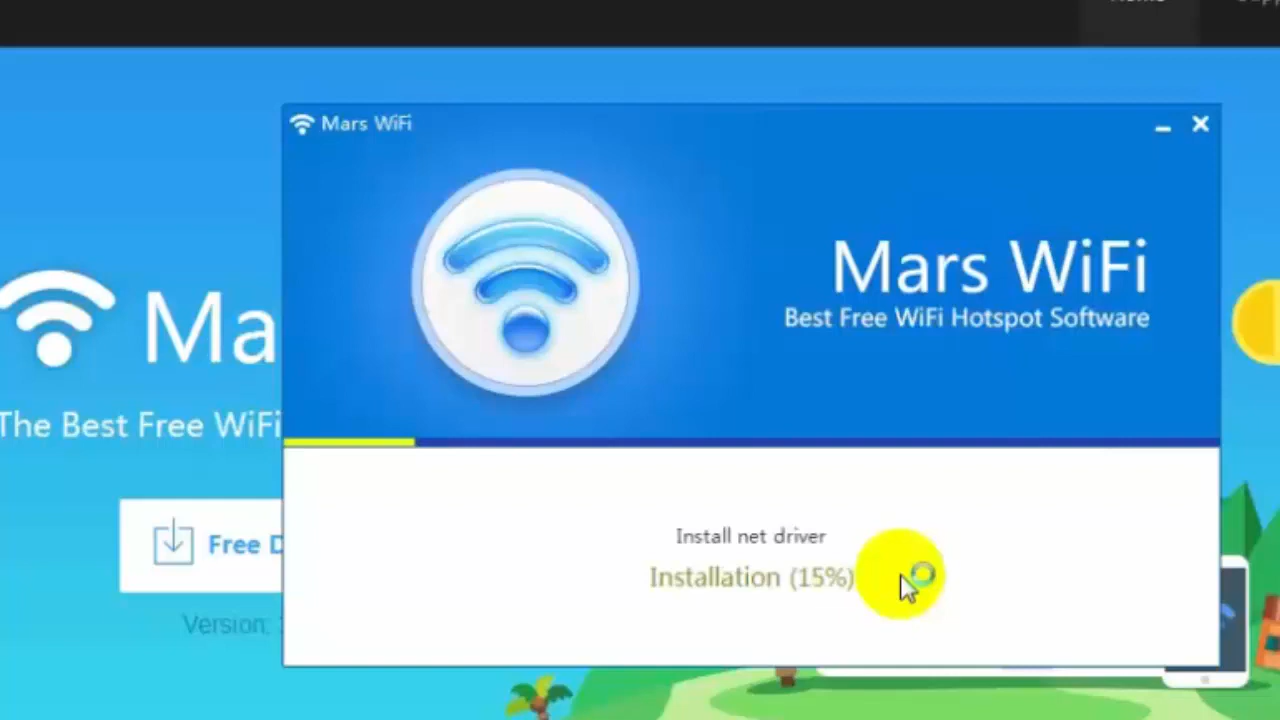 Mars WiFi
Mars WiFi
Best Free WiFi Hotspot Software
Ma
The Best Free WiFi
Install net driver
Free D
Installation (15%)
Version: